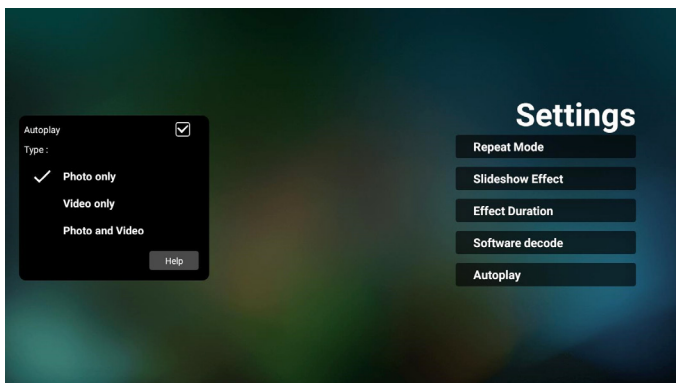 Settings
Autoplay
Type :
Photo only
Video only
Photo and Video
Help
Repeat Mode
Slideshow Effect
Effect Duration
Software decode
Autoplay